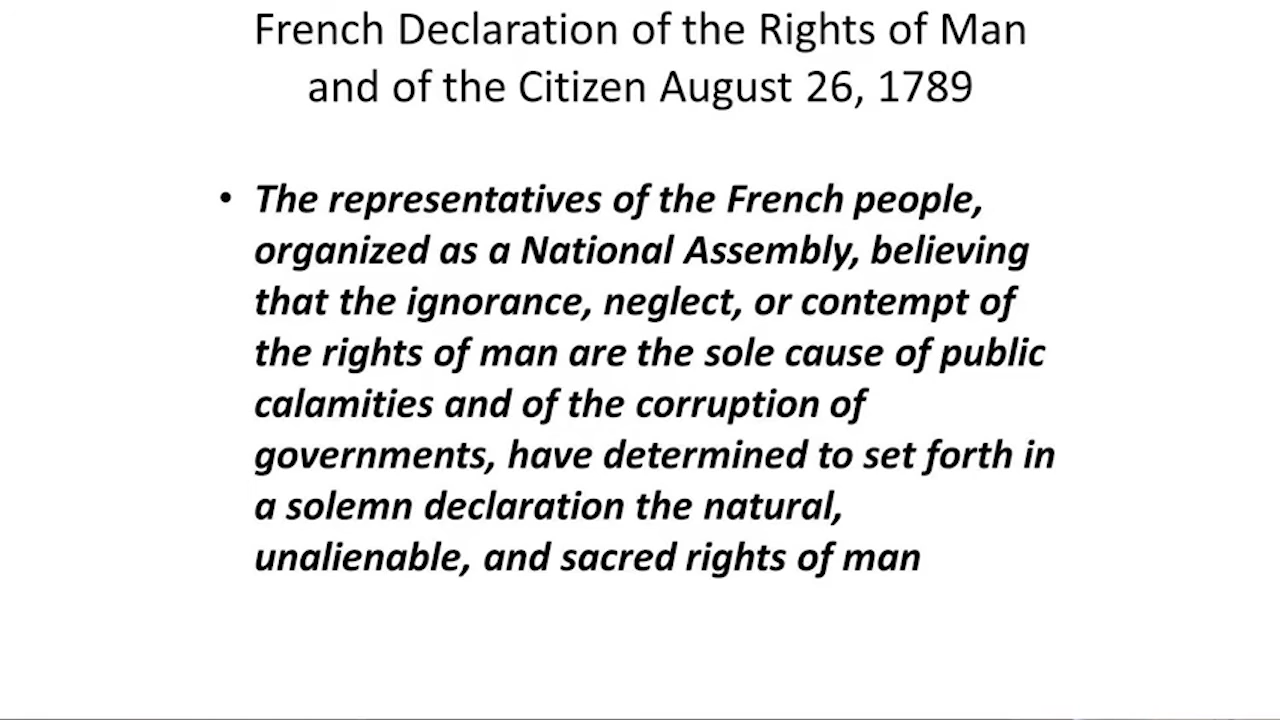 French Declaration of the Rights of Man
and of the Citizen August 26, 1789
• The representatives of the French people,
organized as a National Assembly, believing
that the ignorance, neglect, or contempt of
the rights of man are the sole cause of public
calamities and of the corruption of
governments, have determined to set forth in
a solemn declaration the natural,
unalienable, and sacred rights of man